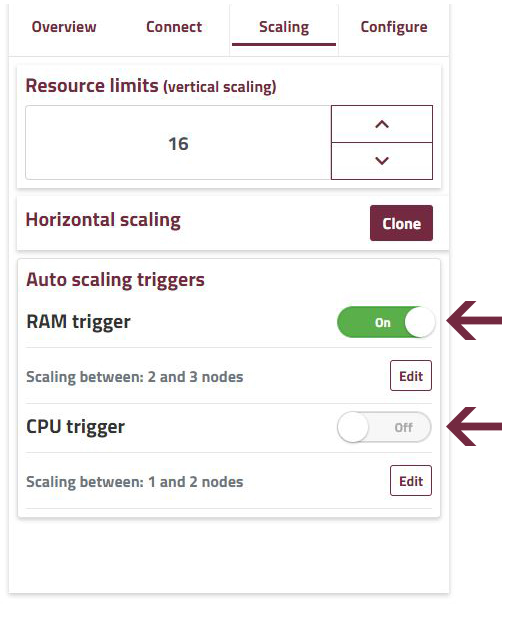 Overview Connect Scaling Configure
Resource limits (vertical scaling)
16
Horizontal scaling Clone
Auto scaling triggers
RAM trigger On
Scaling between: 2 and 3 nodes Edit
CPU trigger Off
Scaling between: 1 and 2 nodes Edit